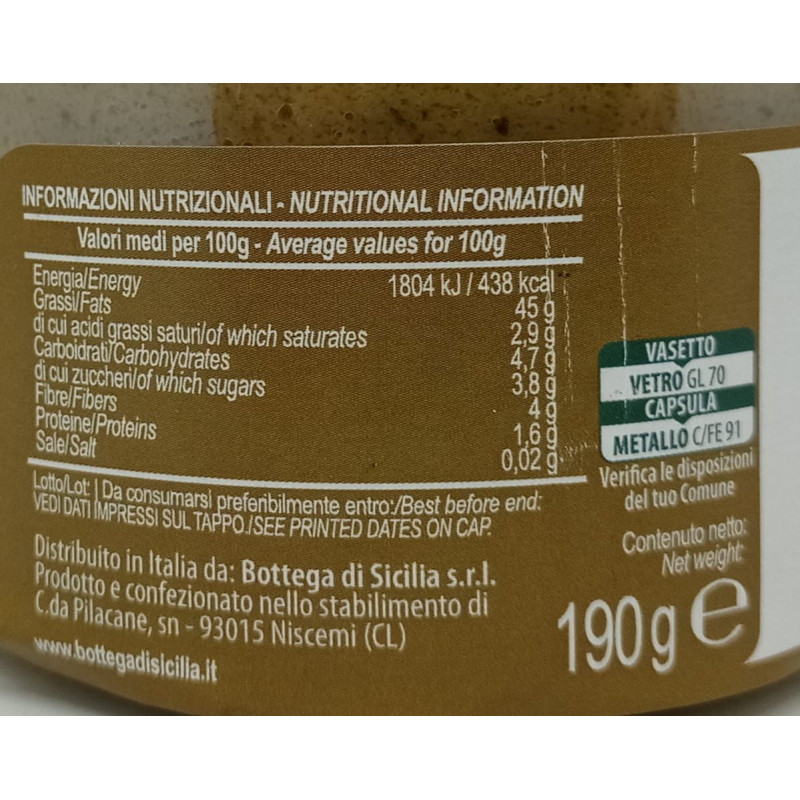 INFORMAZIONI NUTRIZIONALI - NUTRITIONAL INFORMATION
Valori medi per 100g - Average values for 100g
Energia/Energy 1804 kJ / 438 kcal
Grassi/Fats 45 g
di cui acidi grassi saturi/of which saturates 2,9 g
Carboidrati/Carbohydrates 4,7 g
di cui zuccheri/of which sugars 3,8 g
Fibre/Fibers 4 g
Proteine/Proteins 1,6 g
Sale/Salt 0,02 g
Lotto/Lot: | Da consumarsi preferibilmente entro:/Best before end:
VEDI DATI IMPRESSI SUL TAPPO./SEE PRINTED DATES ON CAP.
Distribuito in Italia da: Bottega di Sicilia s.r.l.
Prodotto e confezionato nello stabilimento di
C.da Pilacane, sn - 93015 Niscemi (CL)
www.bottegadisicilia.it
VASETTO
VETRO GL 70
CAPSULA
METALLO C/FE 91
Verifica le disposizioni
del tuo Comune
Contenuto netto:
Net weight:
190 g e